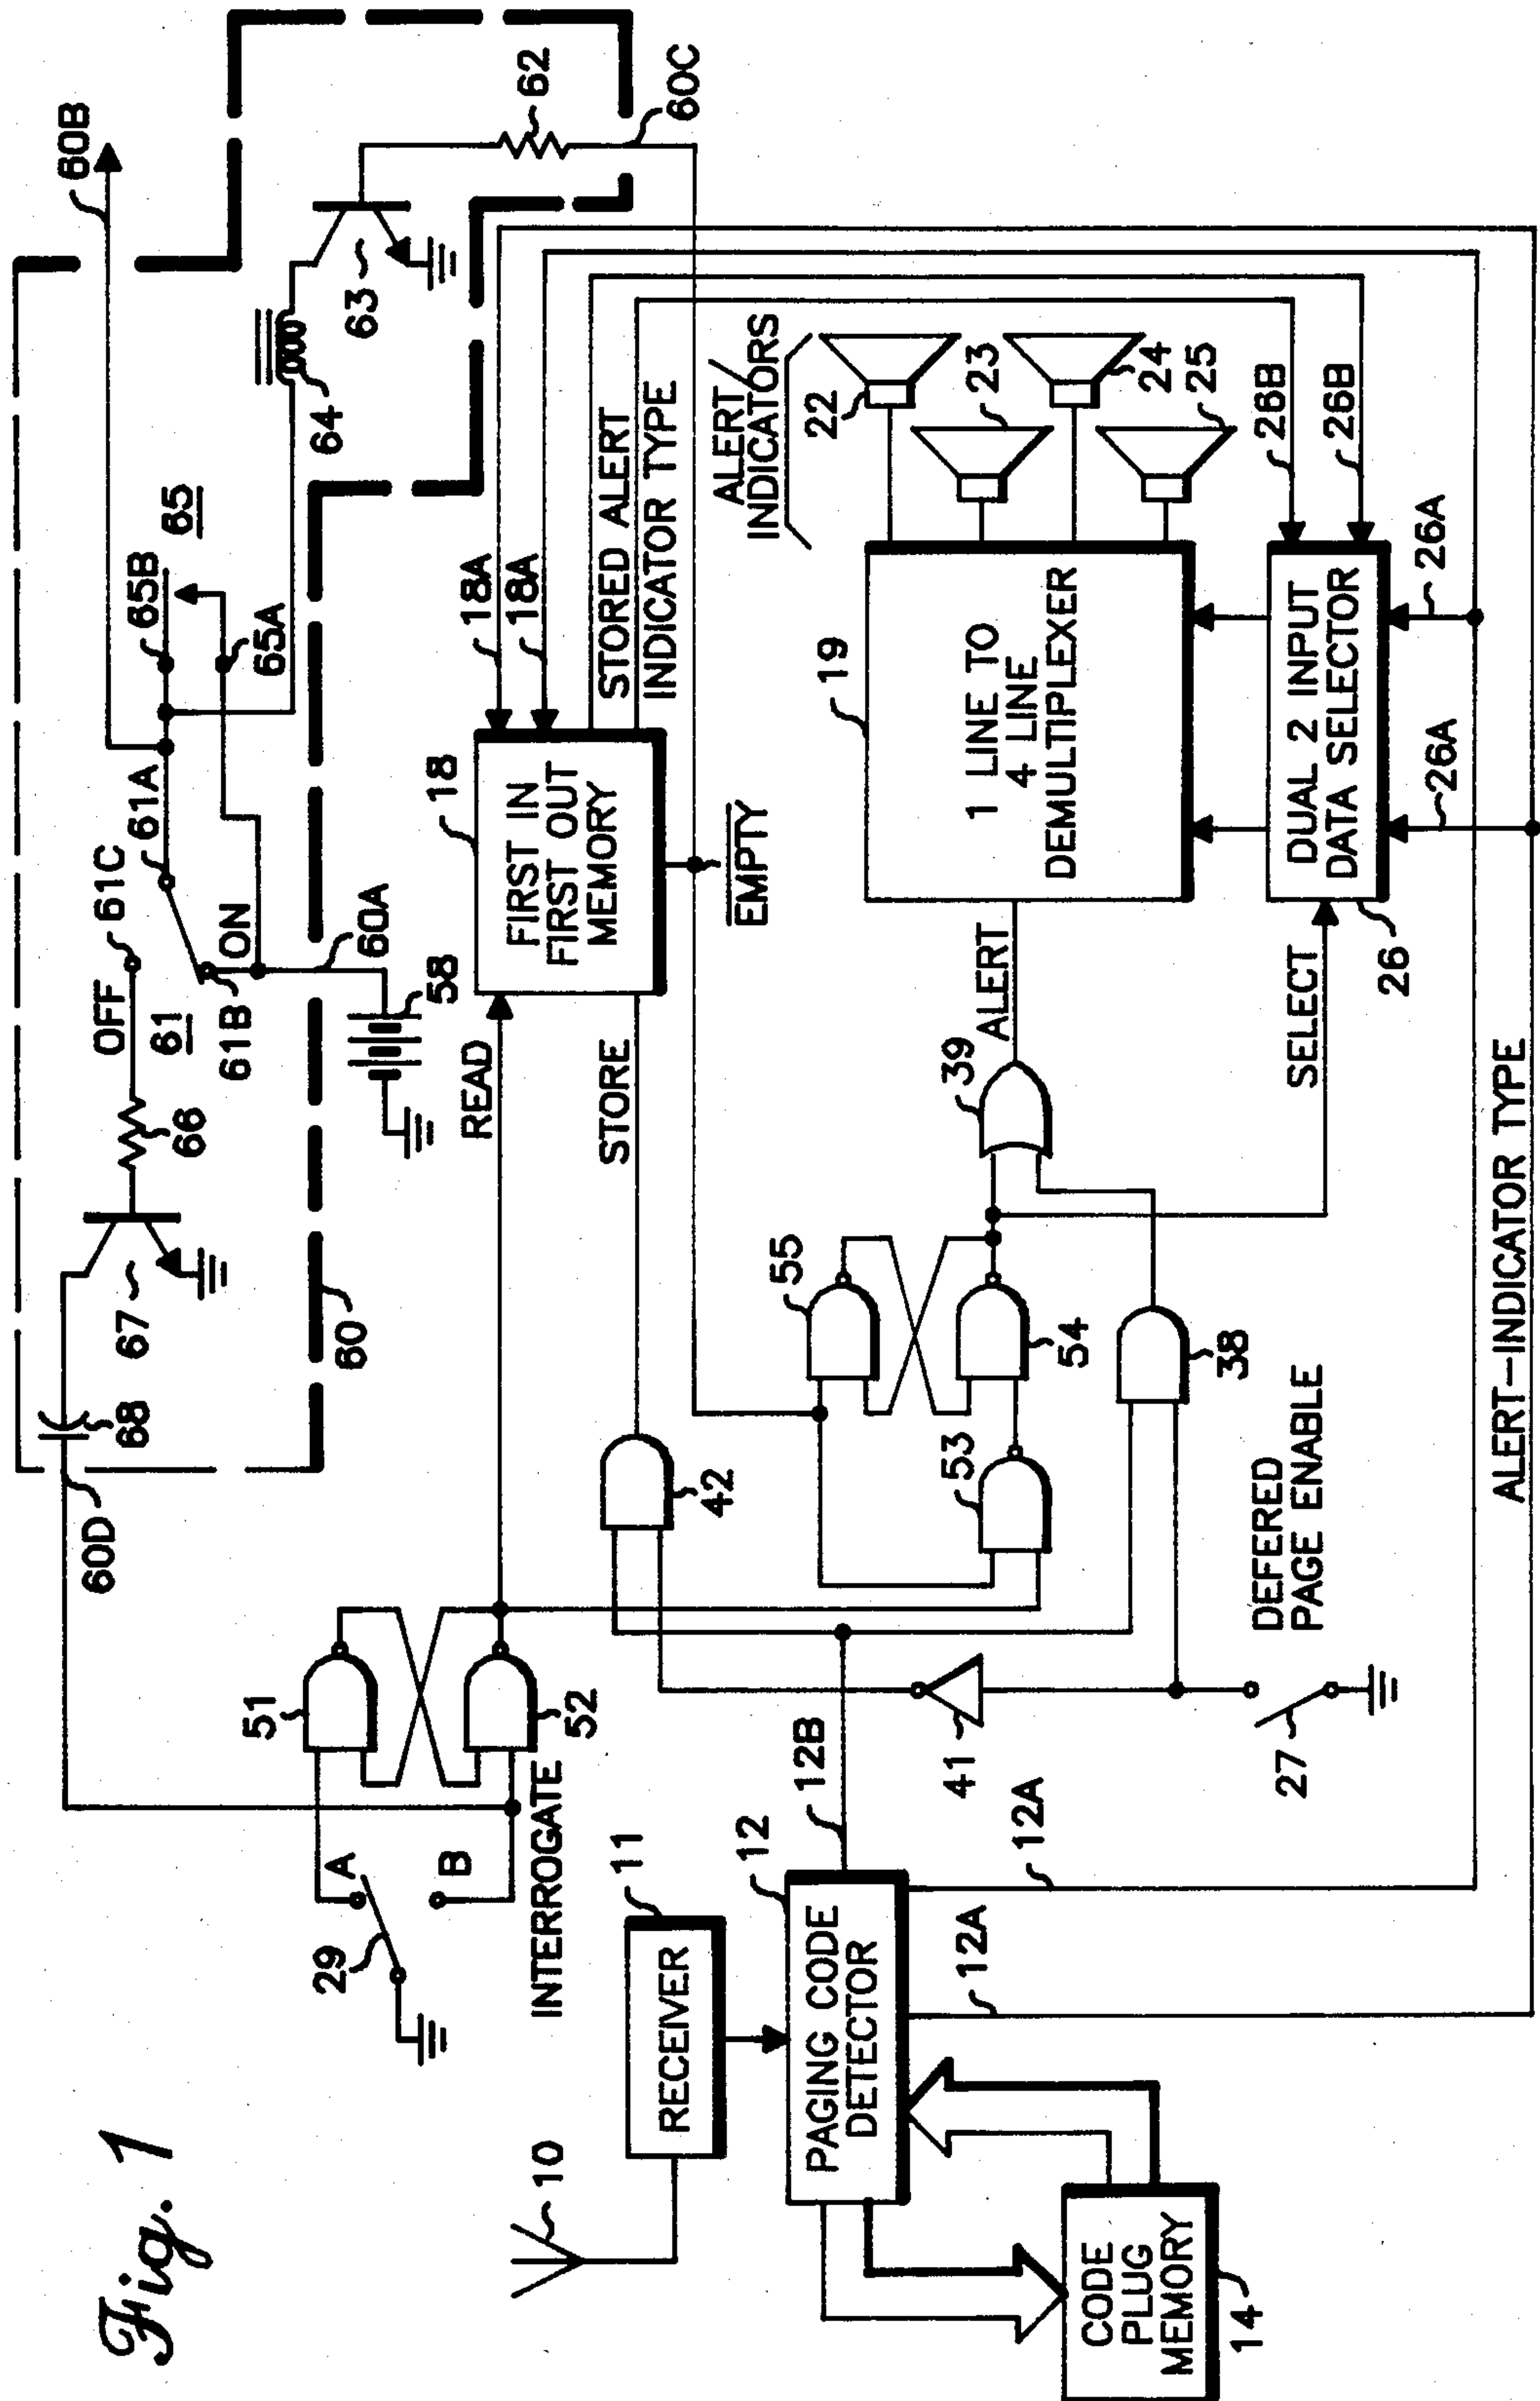 Fig. 1
60B
60D
68
67
66
OFF
61C
61
61A
61B
ON
65
65B
65A
64
63
62
60C
60
60A
58
51
52
29
A
B
INTERROGATE
READ
STORE
18
FIRST IN
FIRST OUT
MEMORY
18A
18A
STORED ALERT
INDICATOR TYPE
EMPTY
42
55
54
53
39
38
ALERT
SELECT
19
1 LINE TO
4 LINE
DEMULTIPLEXER
ALERT
INDICATORS
22
23
24
25
DUAL 2 INPUT
DATA SELECTOR
26
26A
26A
26B
26B
10
11
RECEIVER
12
PAGING CODE
DETECTOR
12B
12A
12A
CODE
PLUG
MEMORY
14
41
27
DEFERED
PAGE ENABLE
ALERT-INDICATOR TYPE